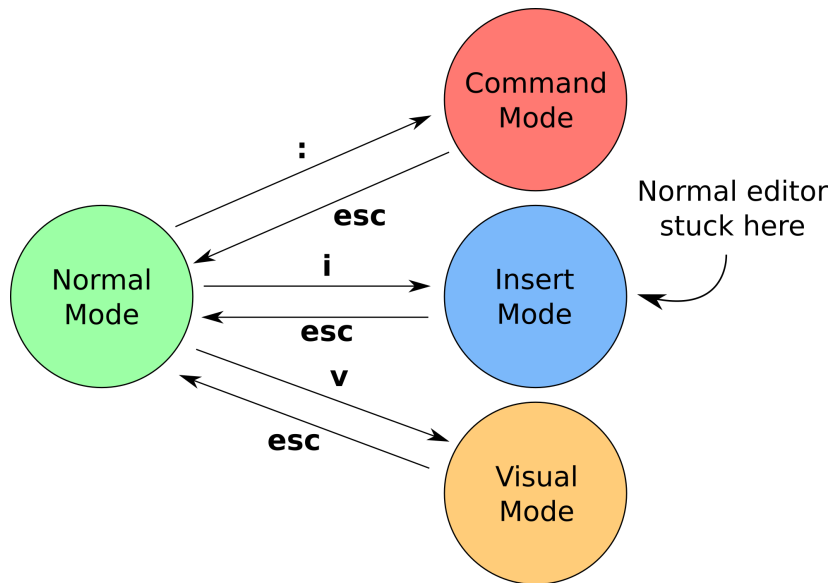 Command
Mode
:
esc
Normal editor
stuck here
Normal
Mode
i
esc
Insert
Mode
v
esc
Visual
Mode